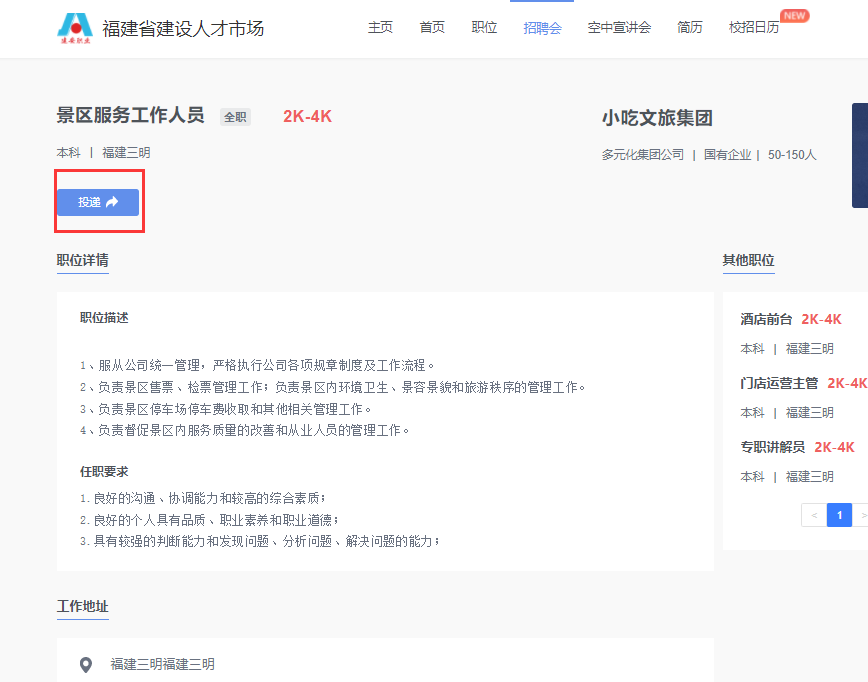 福建省建设人才市场
主页 首页 职位 招聘会 空中宣讲会 简历 校招日历 NEW
建安职业
景区服务工作人员 全职 2K-4K
本科 | 福建三明
投递
小吃文旅集团
多元化集团公司 | 国有企业 | 50-150人
职位详情
职位描述
1、服从公司统一管理，严格执行公司各项规章制度及工作流程。
2、负责景区售票、检票管理工作；负责景区内环境卫生、景容景貌和旅游秩序的管理工作。
3、负责景区停车场停车费收取和其他相关管理工作。
4、负责督促景区内服务质量的改善和从业人员的管理工作。
任职要求
1.良好的沟通、协调能力和较高的综合素质；
2.良好的个人具有品质、职业素养和职业道德；
3.具有较强的判断能力和发现问题、分析问题、解决问题的能力；
工作地址
福建三明福建三明
其他职位
酒店前台 2K-4K
本科 | 福建三明
门店运营主管 2K-4K
本科 | 福建三明
专职讲解员 2K-4K
本科 | 福建三明
< 1 >